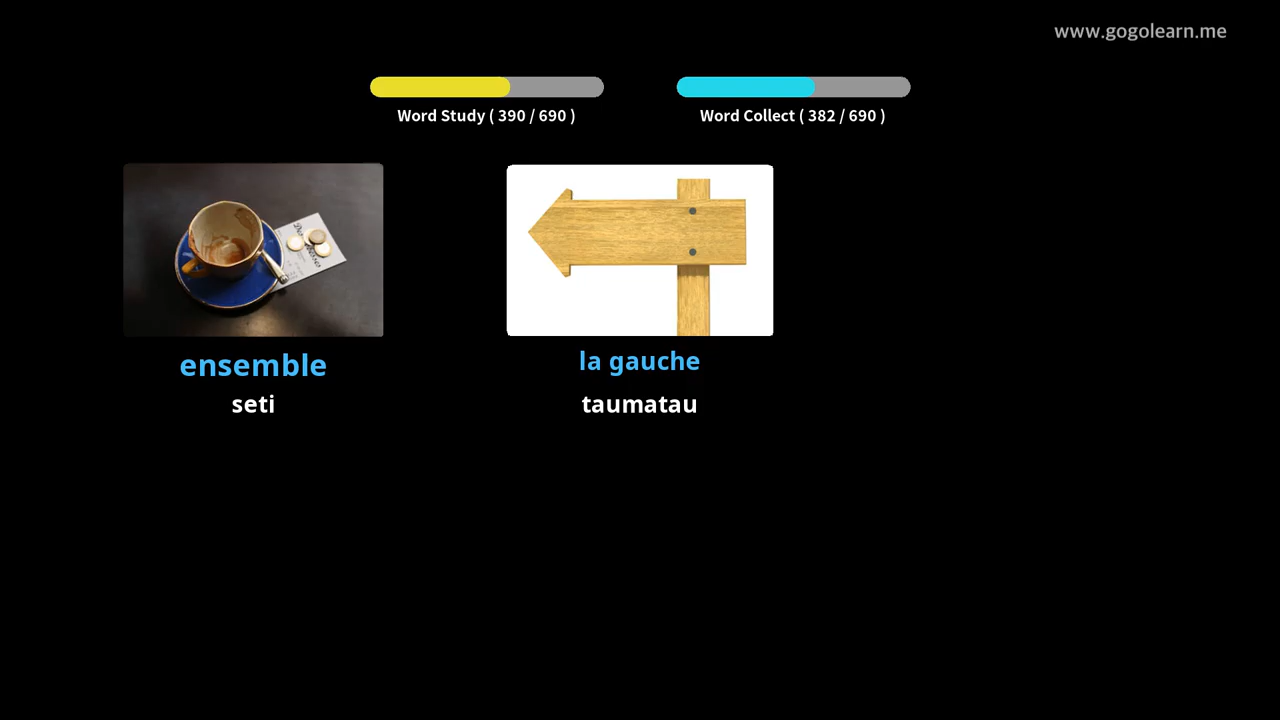 www.gogolearn.me
Word Study ( 390 / 690 )
Word Collect ( 382 / 690 )
ensemble
seti
la gauche
taumatau